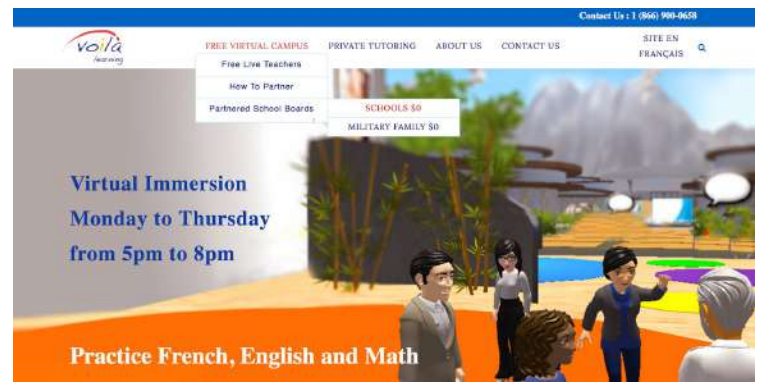 Contact Us : 1 (866) 900-0658
voilà
learning
FREE VIRTUAL CAMPUS PRIVATE TUTORING ABOUT US CONTACT US SITE EN
FRANÇAIS
Free Live Teachers
How To Partner
Partnered School Boards
SCHOOLS $0
MILITARY FAMILY $0
Virtual Immersion
Monday to Thursday
from 5pm to 8pm
Practice French, English and Math